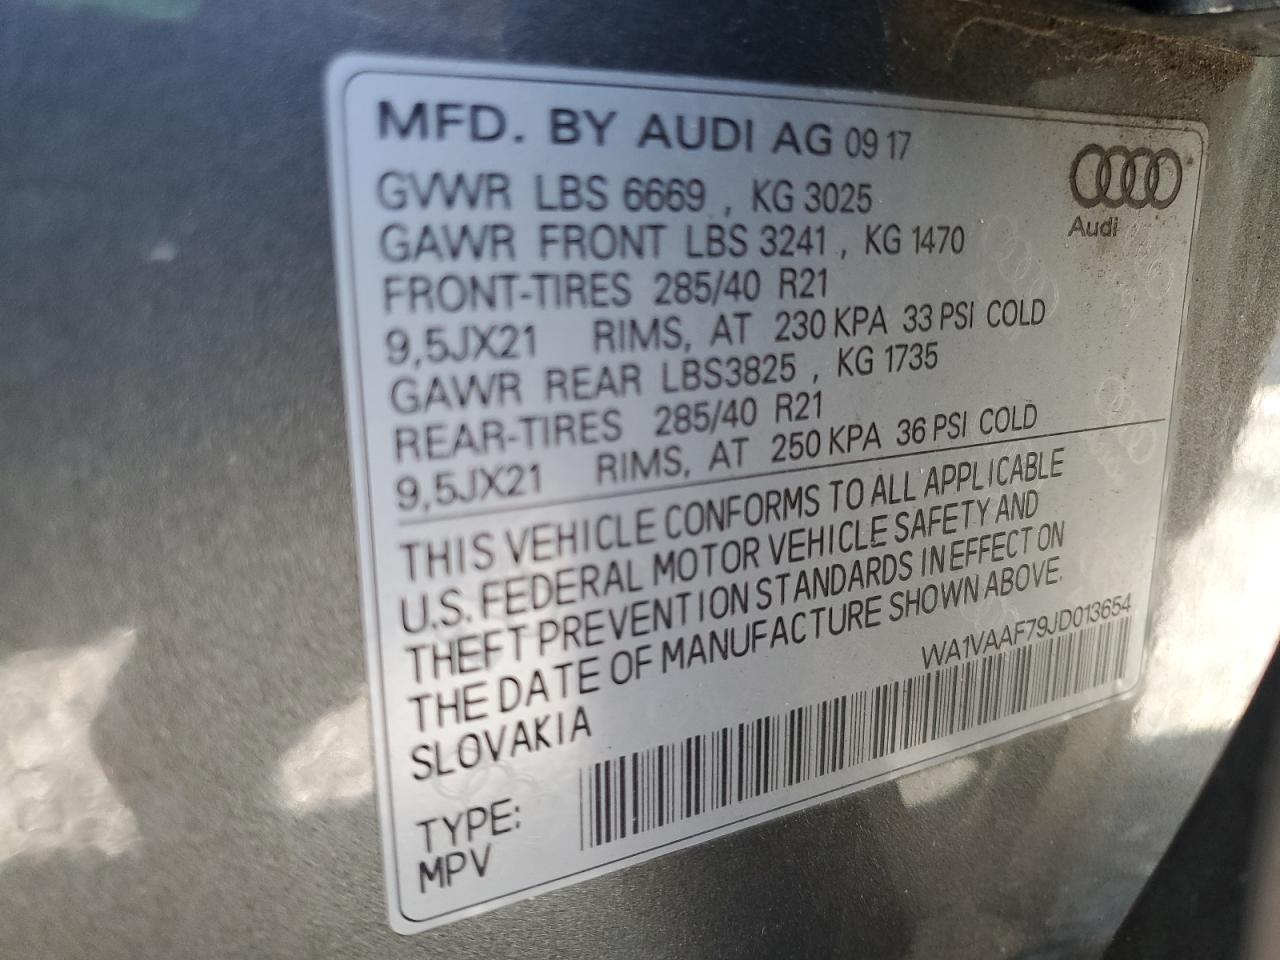 MFD. BY AUDI AG 09 17
GVWR LBS 6669 , KG 3025
GAWR FRONT LBS 3241 , KG 1470
FRONT-TIRES 285/40 R21
9,5JX21 RIMS, AT 230 KPA 33 PSI COLD
GAWR REAR LBS3825 , KG 1735
REAR-TIRES 285/40 R21
9,5JX21 RIMS, AT 250 KPA 36 PSI COLD
Audi
THIS VEHICLE CONFORMS TO ALL APPLICABLE
U.S. FEDERAL MOTOR VEHICLE SAFETY AND
THEFT PREVENTION STANDARDS IN EFFECT ON
THE DATE OF MANUFACTURE SHOWN ABOVE.
SLOVAKIA
WA1VAAF79JD013654
TYPE:
MPV